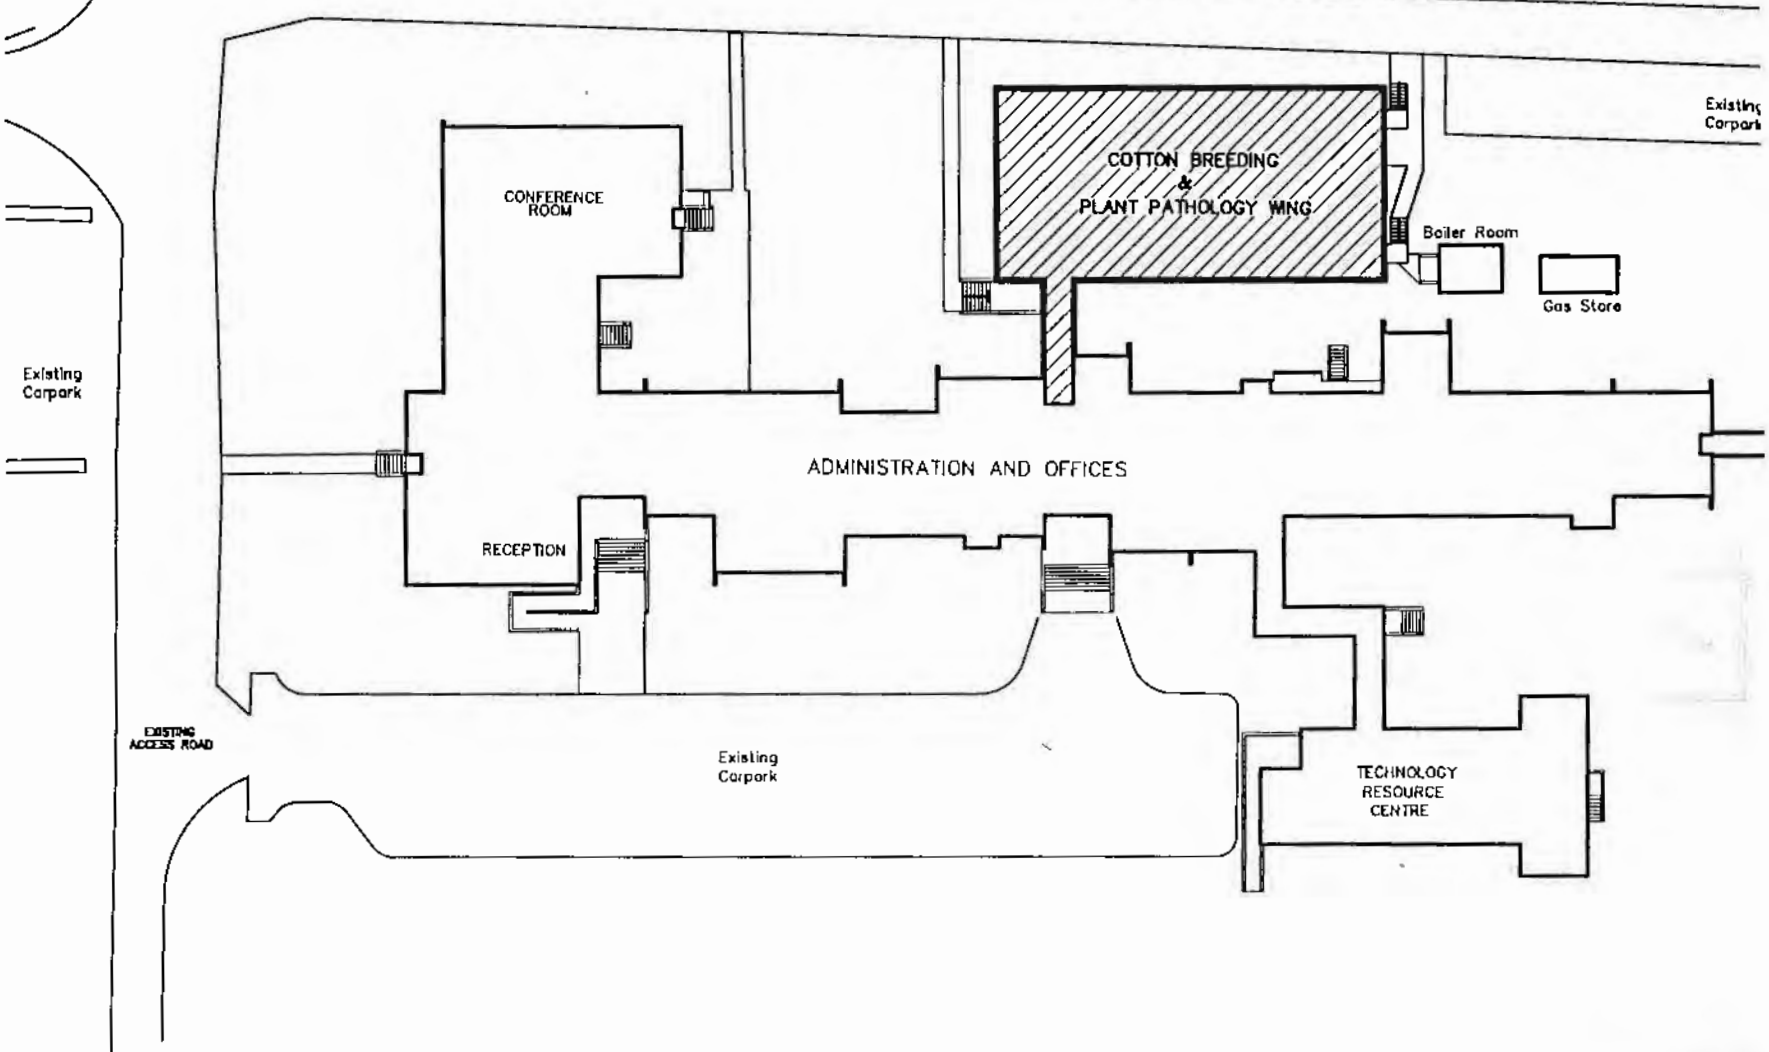 Existing
Carpark
COTTON BREEDING
&
PLANT PATHOLOGY WING
CONFERENCE
ROOM
Boiler Room
Gas Store
Existing
Carpark
ADMINISTRATION AND OFFICES
RECEPTION
EXISTING
ACCESS ROAD
Existing
Carpark
TECHNOLOGY
RESOURCE
CENTRE